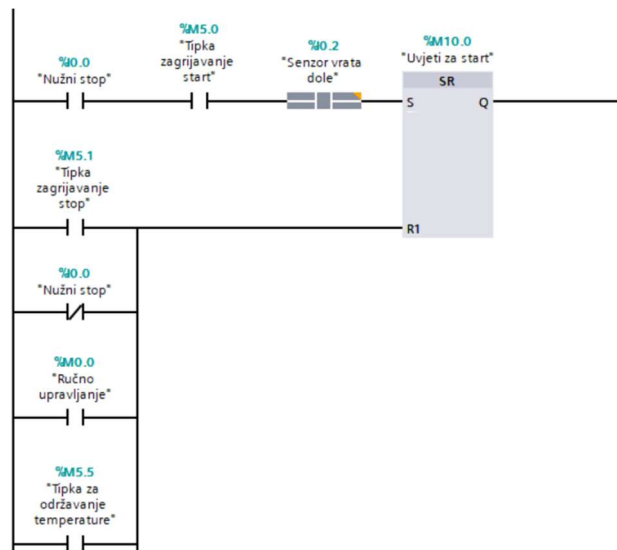 %M5.0
"Tipka
zagrijavanje
start"
%I0.0
"Nužni stop"
%I0.2
"Senzor vrata
dole"
%M10.0
"Uvjeti za start"
SR
S
Q
%M5.1
"Tipka
zagrijavanje
stop"
R1
%I0.0
"Nužni stop"
%M0.0
"Ručno
upravljanje"
%M5.5
"Tipka za
održavanje
temperature"